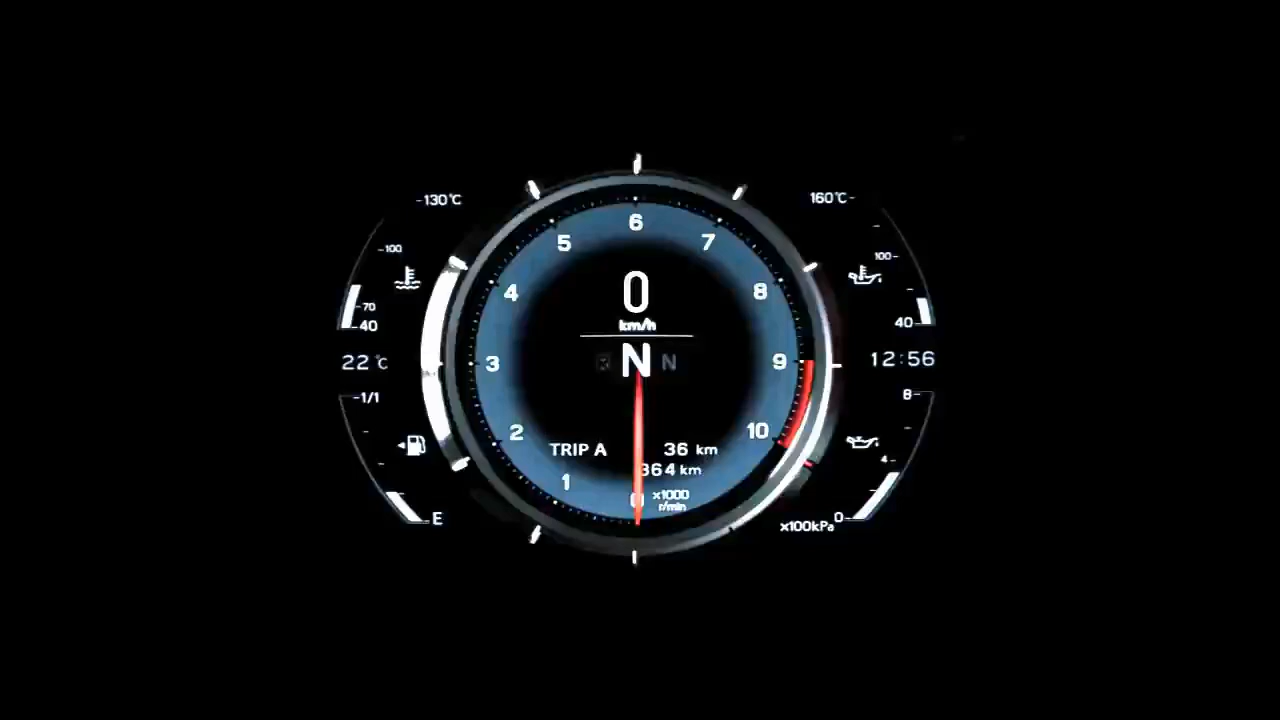 130℃
160℃
100
100
70
40
40
22℃
12:56
1/1
8
4
E
0
x100kPa
6
5
7
4
8
3
9
2
10
1
0
0
km/h
N
N
TRIP A 36 km
364 km
x1000
r/min